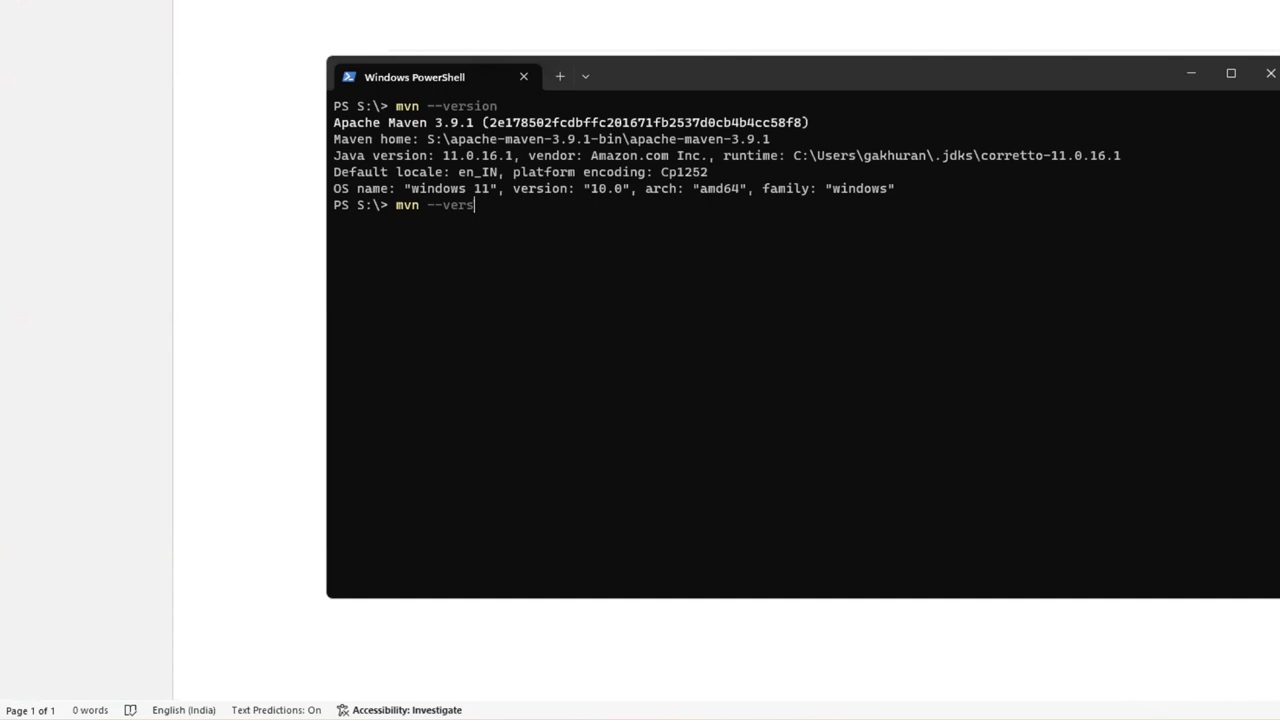 Windows PowerShell
PS S:\> mvn --version
Apache Maven 3.9.1 (2e178502fcdbffc201671fb2537d0cb4b4cc58f8)
Maven home: S:\apache-maven-3.9.1-bin\apache-maven-3.9.1
Java version: 11.0.16.1, vendor: Amazon.com Inc., runtime: C:\Users\gakhuran\.jdks\corretto-11.0.16.1
Default locale: en_IN, platform encoding: Cp1252
OS name: "windows 11", version: "10.0", arch: "amd64", family: "windows"
PS S:\> mvn --vers
Page 1 of 1 0 words English (India) Text Predictions: On Accessibility: Investigate